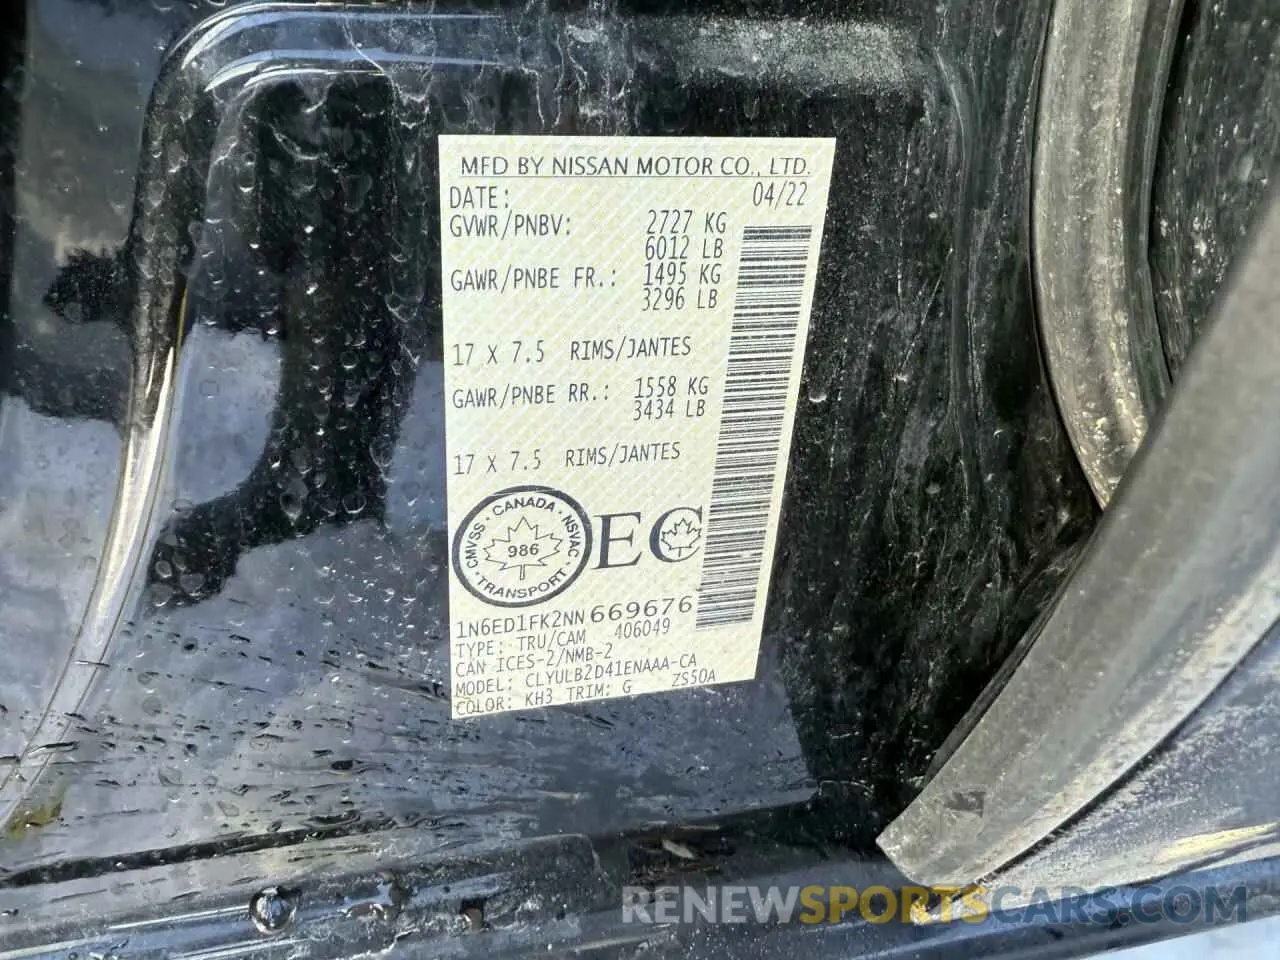 MFD BY NISSAN MOTOR CO., LTD.
DATE: 04/22
GVWR/PNBV: 2727 KG
6012 LB
GAWR/PNBE FR.: 1495 KG
3296 LB
17 X 7.5 RIMS/JANTES
GAWR/PNBE RR.: 1558 KG
3434 LB
17 X 7.5 RIMS/JANTES
CANADA · NSVAC · TRANSPORT · CMVSS ·
986
EC
1N6ED1FK2NN669676
TYPE: TRU/CAM 406049
CAN ICES-2/NMB-2
MODEL: CLYULB2D41ENAAA-CA
COLOR: KH3 TRIM: G ZS50A
RENEWSPORTSCARS.COM